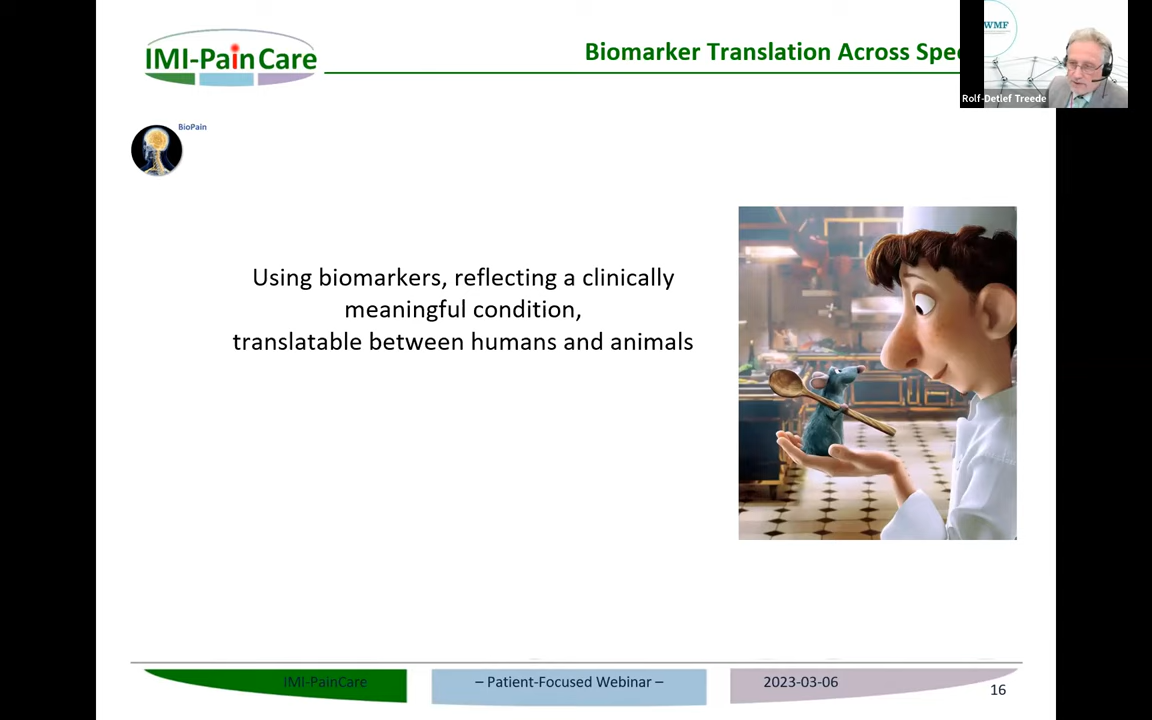 IMI-PainCare
Biomarker Translation Across Spe
WMF
Rolf-Detlef Treede
BioPain
Using biomarkers, reflecting a clinically
meaningful condition,
translatable between humans and animals
IMI-PainCare
– Patient-Focused Webinar –
2023-03-06
16